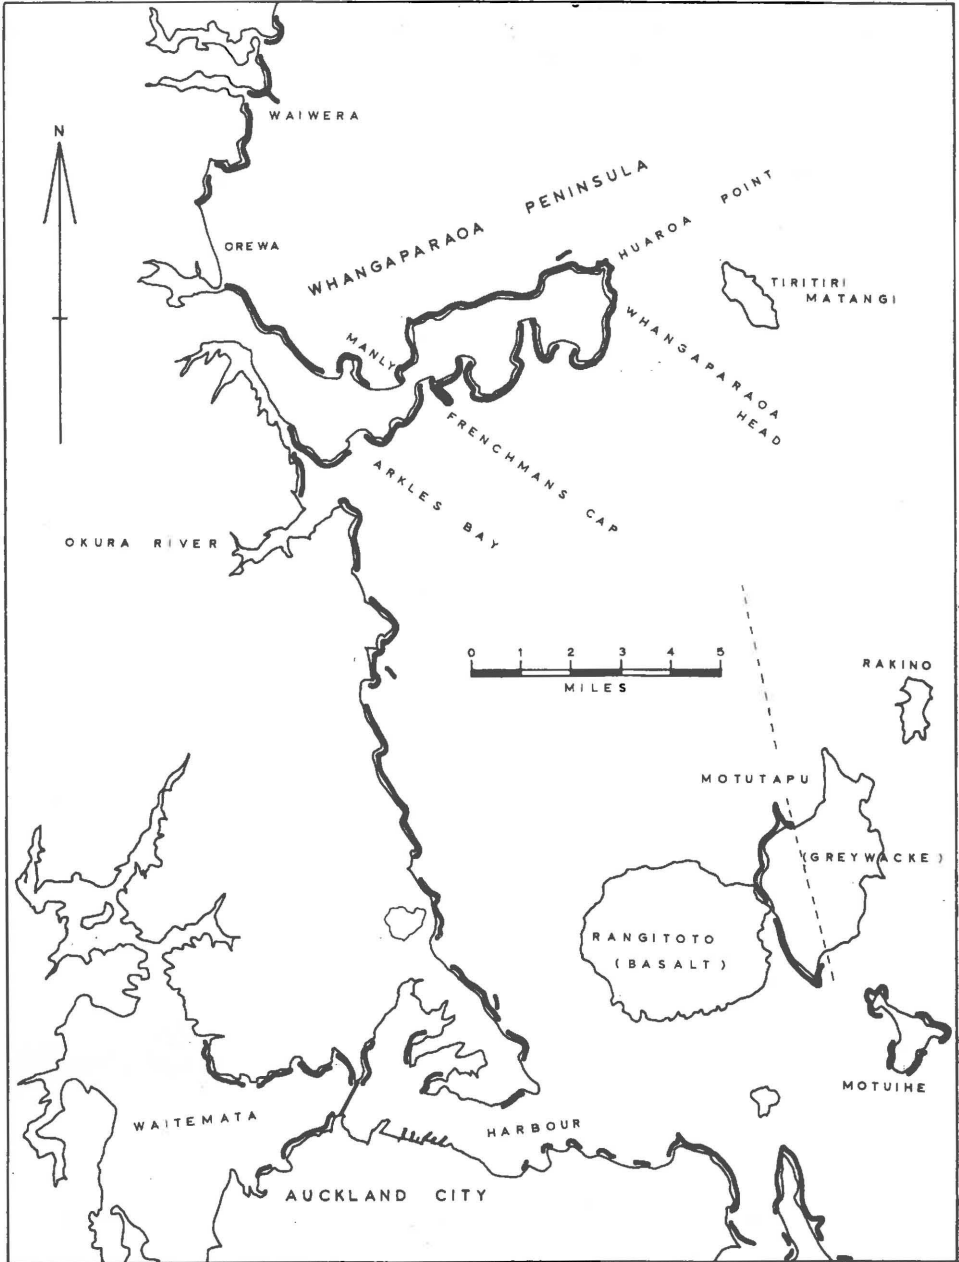 WAIWERA
N
WHANGAPARAOA PENINSULA
HUAROA POINT
OREWA
TIRITIRI
MATANGI
MANLY
WHANGAPARAOA
HEAD
FRENCHMANS CAP
ARKLES BAY
OKURA RIVER
0 1 2 3 4 5
MILES
RAKINO
MOTUTAPU
(GREYWACKE)
RANGITOTO
(BASALT)
MOTUIHE
WAITEMATA
HARBOUR
AUCKLAND CITY